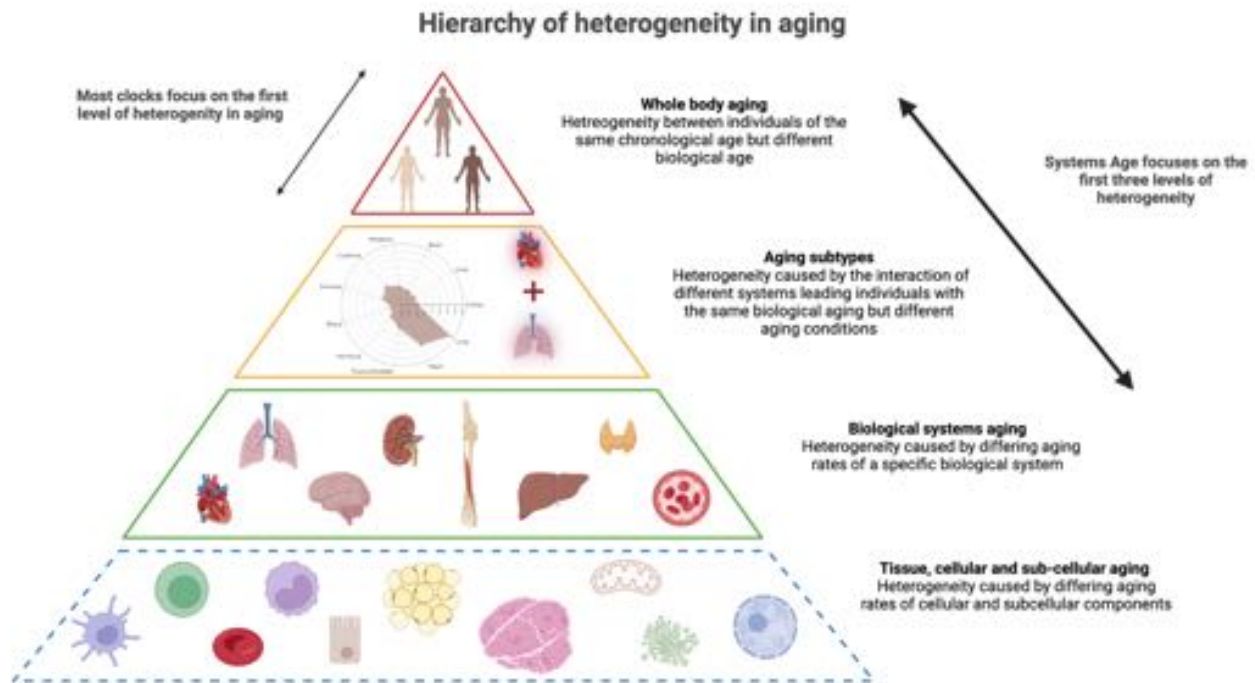 Hierarchy of heterogeneity in aging
Most clocks focus on the first
level of heterogenity in aging
Whole body aging
Hetreogeneity between individuals of the
same chronological age but different
biological age
Systems Age focuses on the
first three levels of
heterogeneity
Aging subtypes
Heterogeneity caused by the interaction of
different systems leading individuals with
the same biological aging but different
aging conditions
Biological systems aging
Heterogeneity caused by differing aging
rates of a specific biological system
Tissue, cellular and sub-cellular aging
Heterogeneity caused by differing aging
rates of cellular and subcellular components